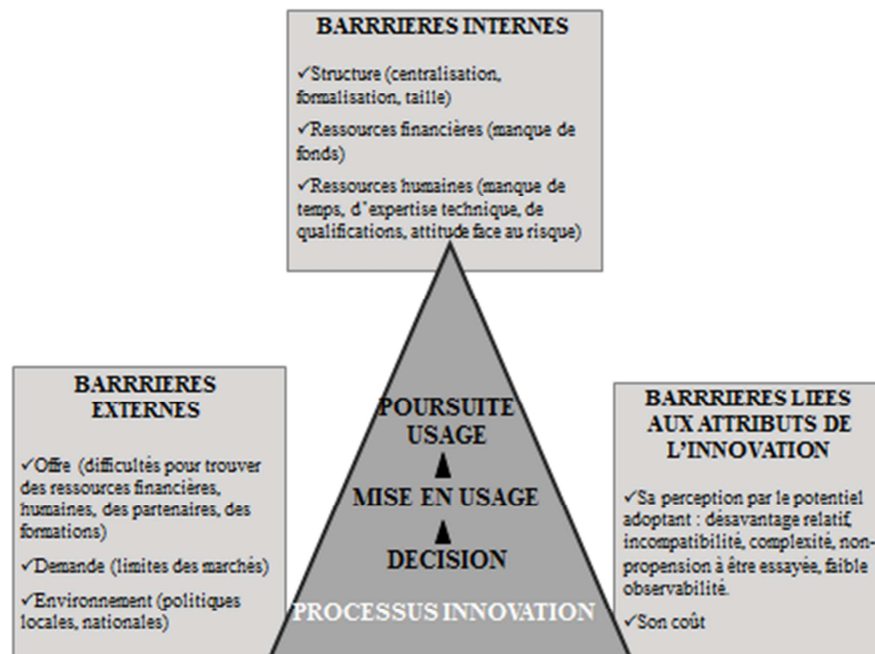 BARRRIERES INTERNES
✓Structure (centralisation,
formalisation, taille)
✓Ressources financières (manque de
fonds)
✓Ressources humaines (manque de
temps, d'expertise technique, de
qualifications, attitude face au risque)
BARRRIERES
EXTERNES
✓Offre (difficultés pour trouver
des ressources financières,
humaines, des partenaires, des
formations)
✓Demande (limites des marchés)
✓Environnement (politiques
locales, nationales)
POURSUITE
USAGE
MISE EN USAGE
DECISION
PROCESSUS INNOVATION
BARRRIERES LIEES
AUX ATTRIBUTS DE
L'INNOVATION
✓Sa perception par le potentiel
adoptant : désavantage relatif,
incompatibilité, complexité, non-
propension à être essayée, faible
observabilité.
✓Son coût